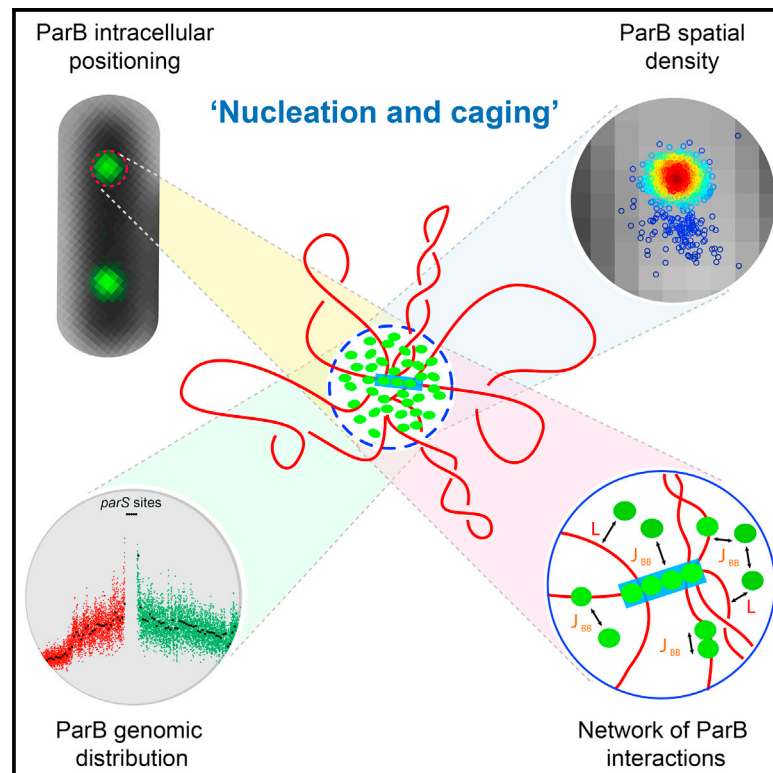 ParB intracellular
positioning
ParB spatial
density
'Nucleation and caging'
parS sites
L
J BB
J BB
L
J BB
J BB
ParB genomic
distribution
Network of ParB
interactions